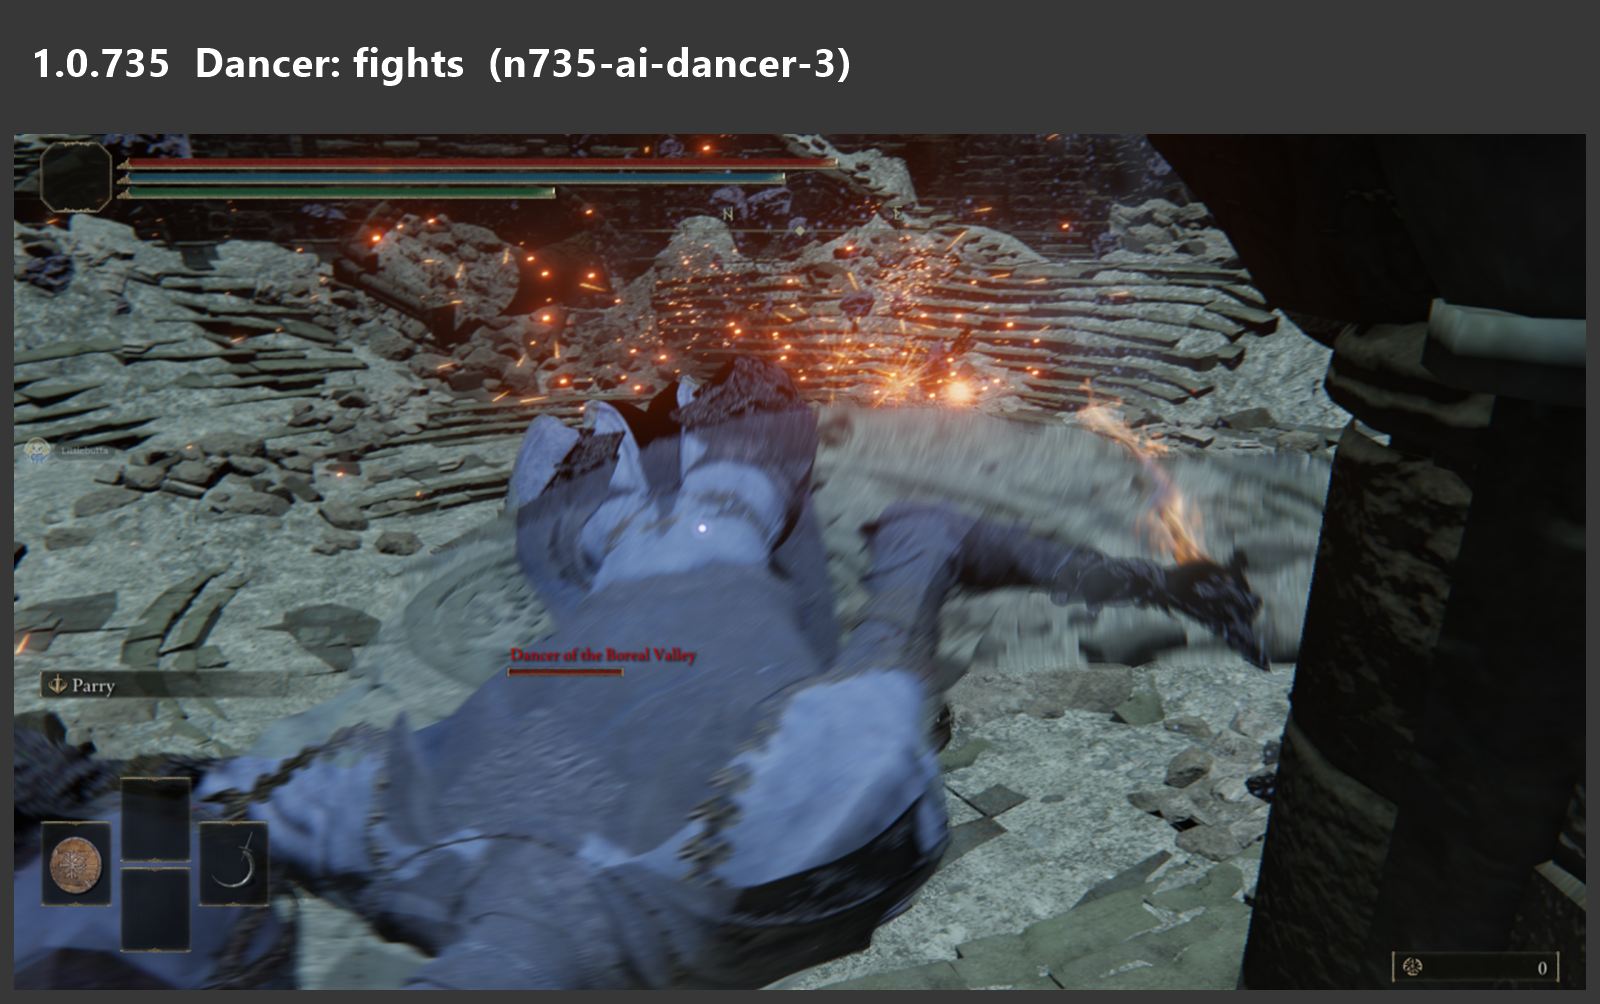 1.0.735 Dancer: fights (n735-ai-dancer-3)
N
E
Dancer of the Boreal Valley
Parry
0